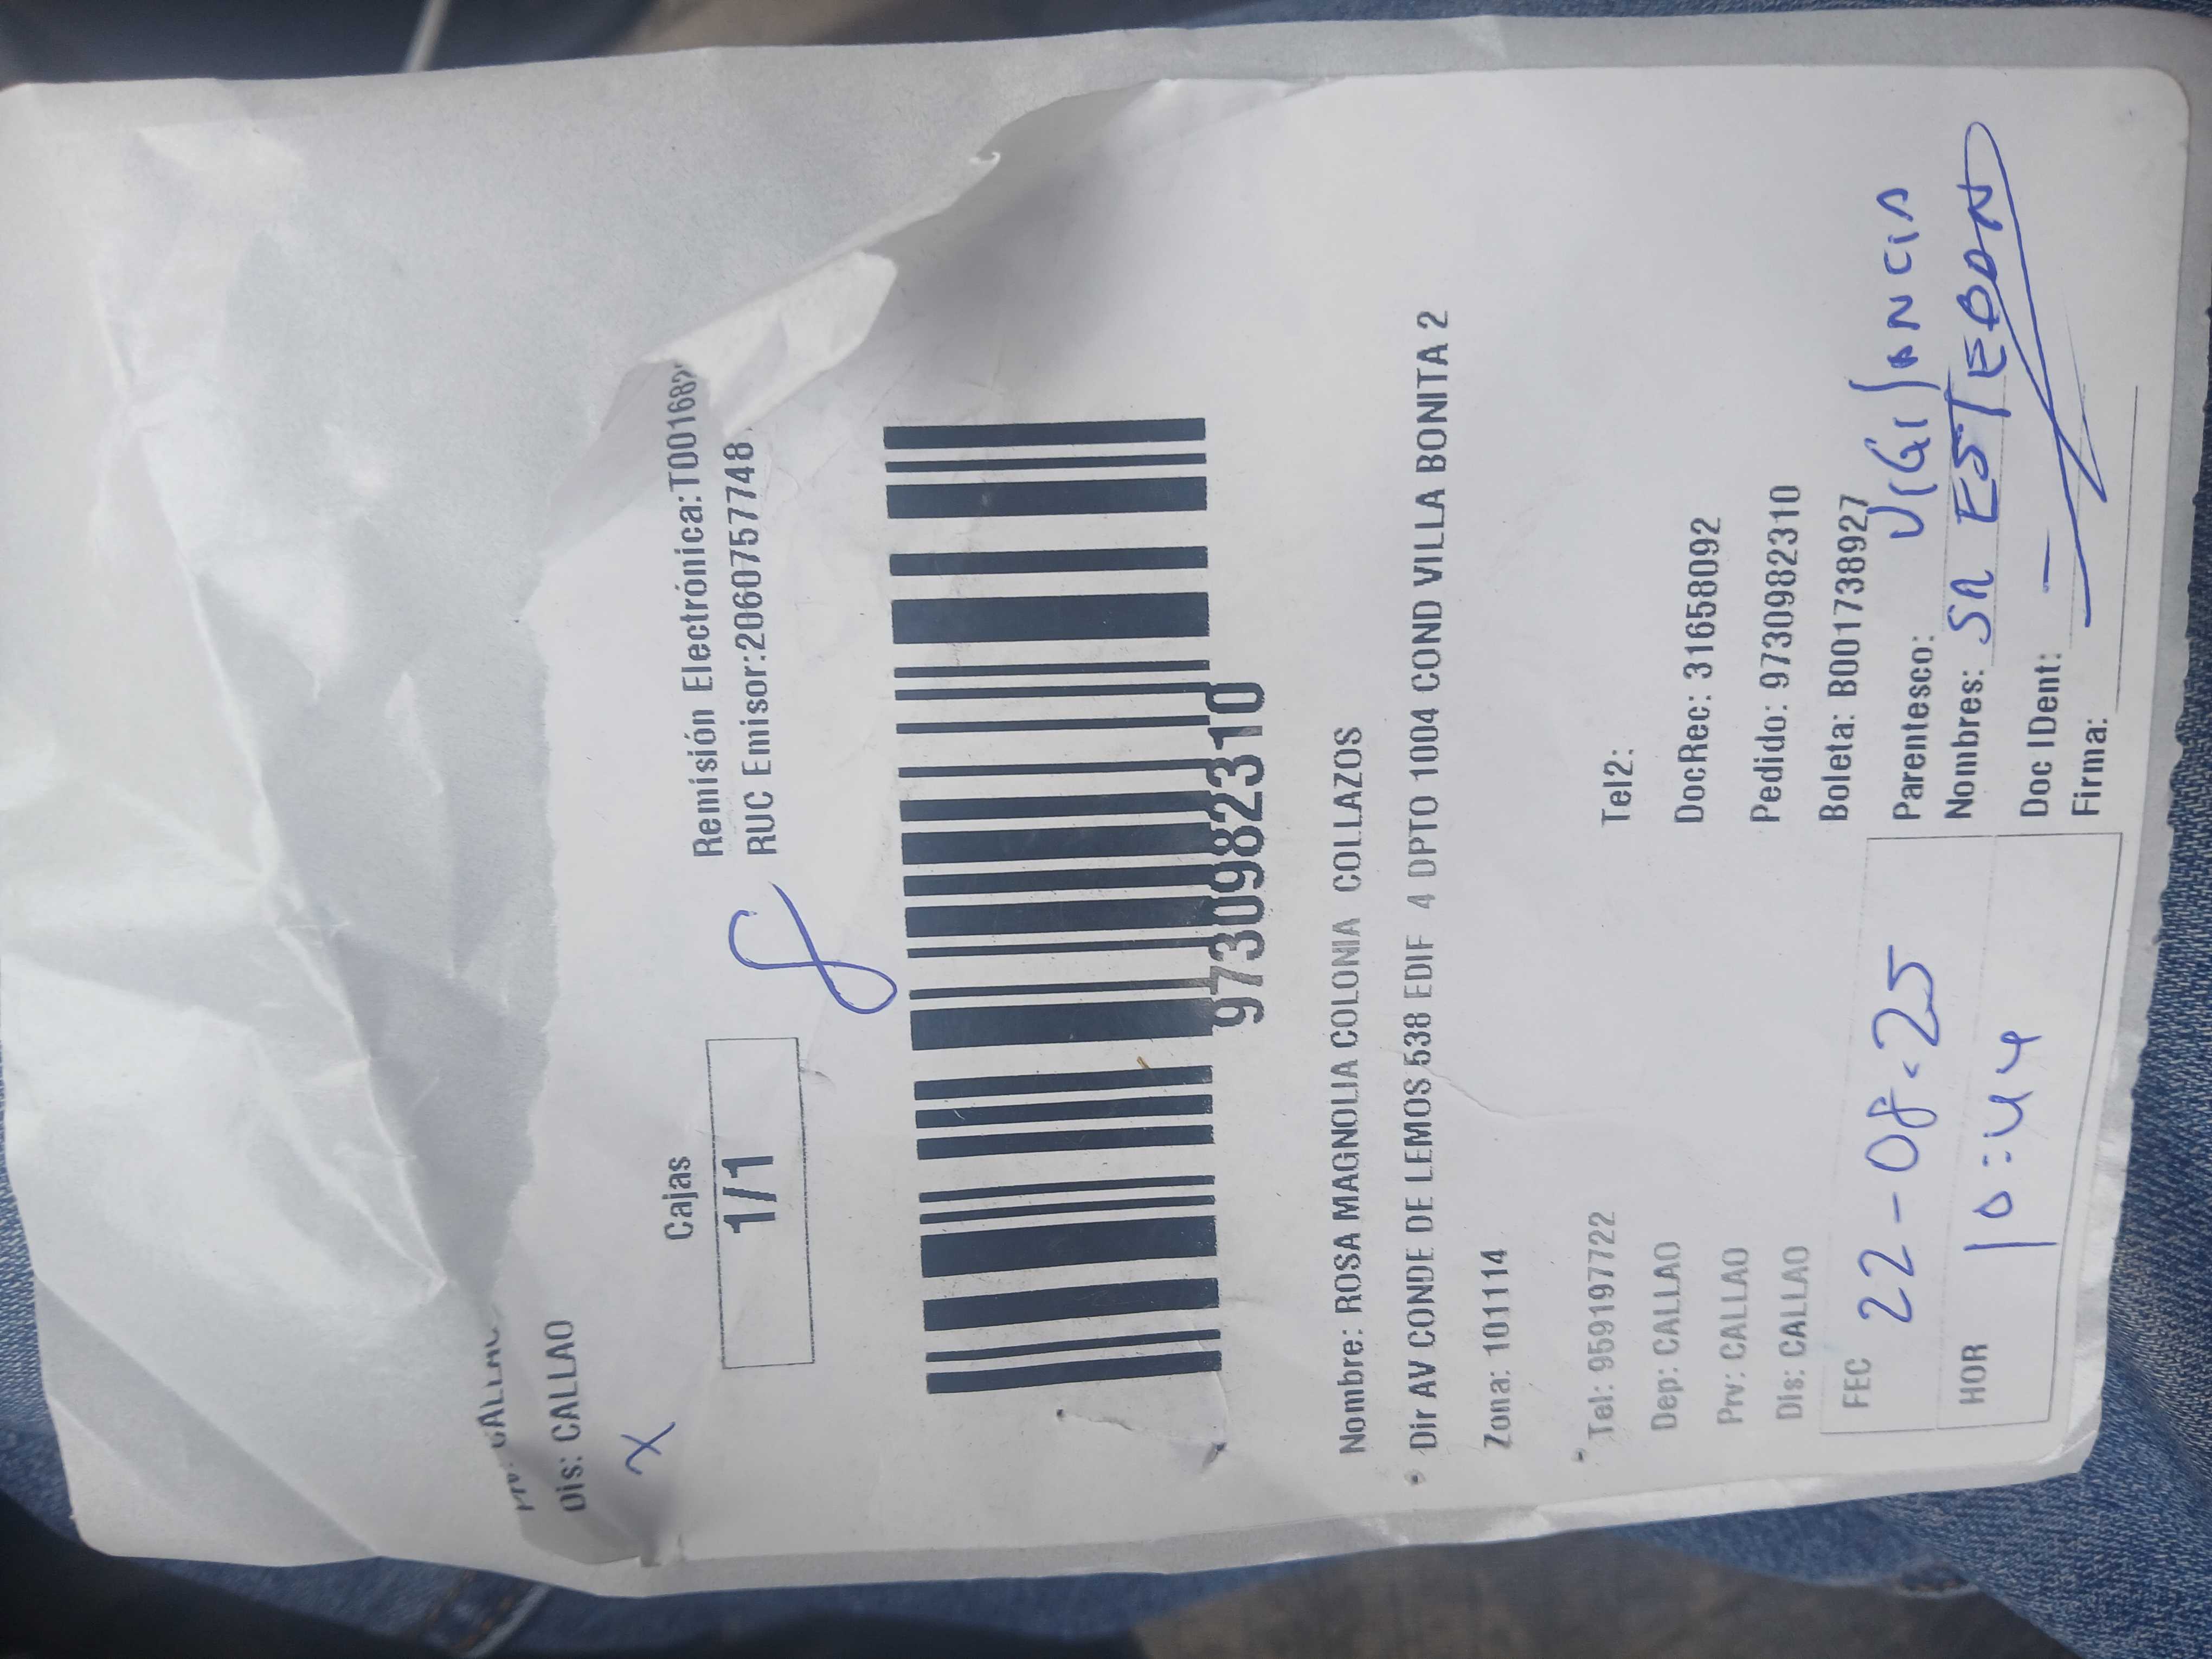 Dis: CALLAO
X
Cajas
1/1
8
Remisión Electrónica:T00168
RUC Emisor:20607577748
9730982310
Nombre: ROSA MAGNOLIA COLONIA COLLAZOS
Dir AV CONDE DE LEMOS 538 EDIF 4 DPTO 1004 COND VILLA BONITA 2
Zona: 101114
Tel: 959197722
Tel2:
Dep: CALLAO
DocRec: 31658092
Prv: CALLAO
Pedido: 9730982310
Dis: CALLAO
Boleta: B001738927
FEC 22-08-25
Parentesco: VIGILANCIA
HOR 10:44
Nombres: SR ESTEBAN
Doc IDent: -
Firma: